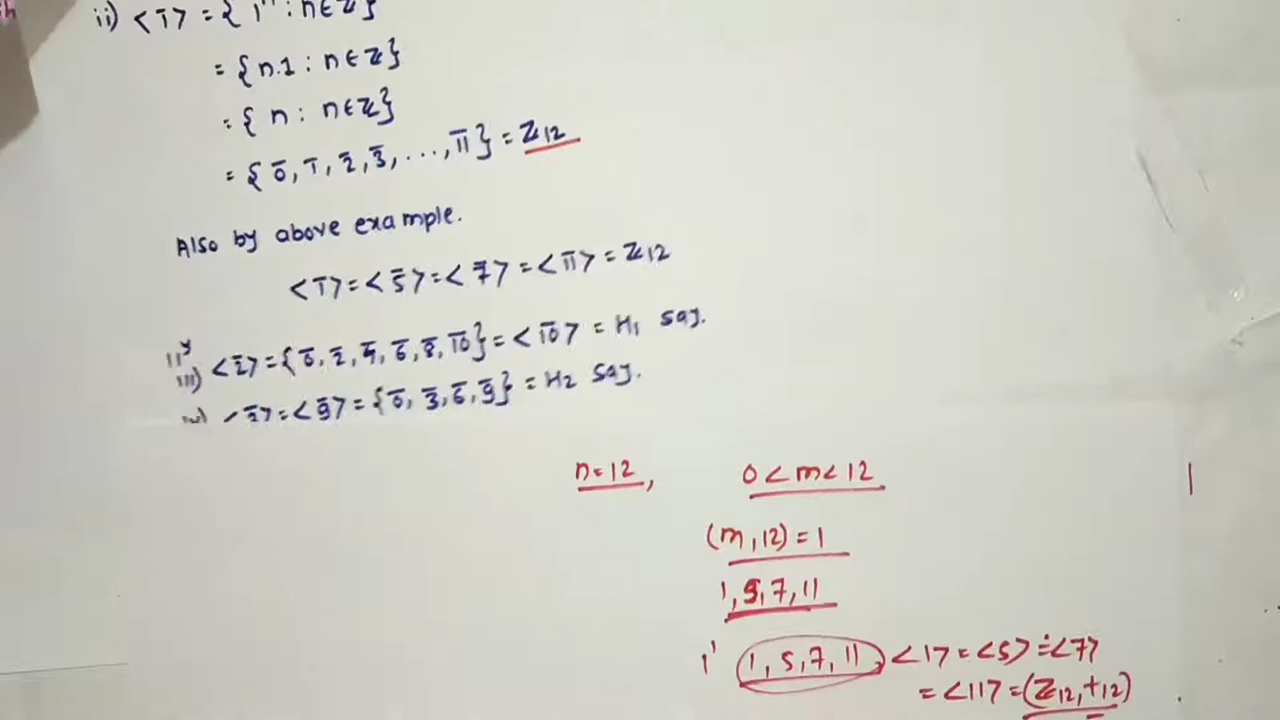 ii) <1̄> = { 1ⁿ : n∈ℤ}
= {n.1 : n∈ℤ}
= { n : n∈ℤ}
= {0̄, 1̄, 2̄, 3̄, ..., 1̄1̄} = ℤ12
Also by above example.
<1̄> = <5̄> = <7̄> = <1̄1̄> = ℤ12
lllʸ
iii) <2̄> = {0̄, 2̄, 4̄, 6̄, 8̄, 1̄0̄} = <1̄0̄> = H₁ say.
iv) <3̄> = <9̄> = {0̄, 3̄, 6̄, 9̄} = H₂ say.
n=12, 0<m<12
(m,12)=1
1,5,7,11
1' 1,5,7,11, <1> = <5> = <7>
= <11> = (ℤ12,+12)